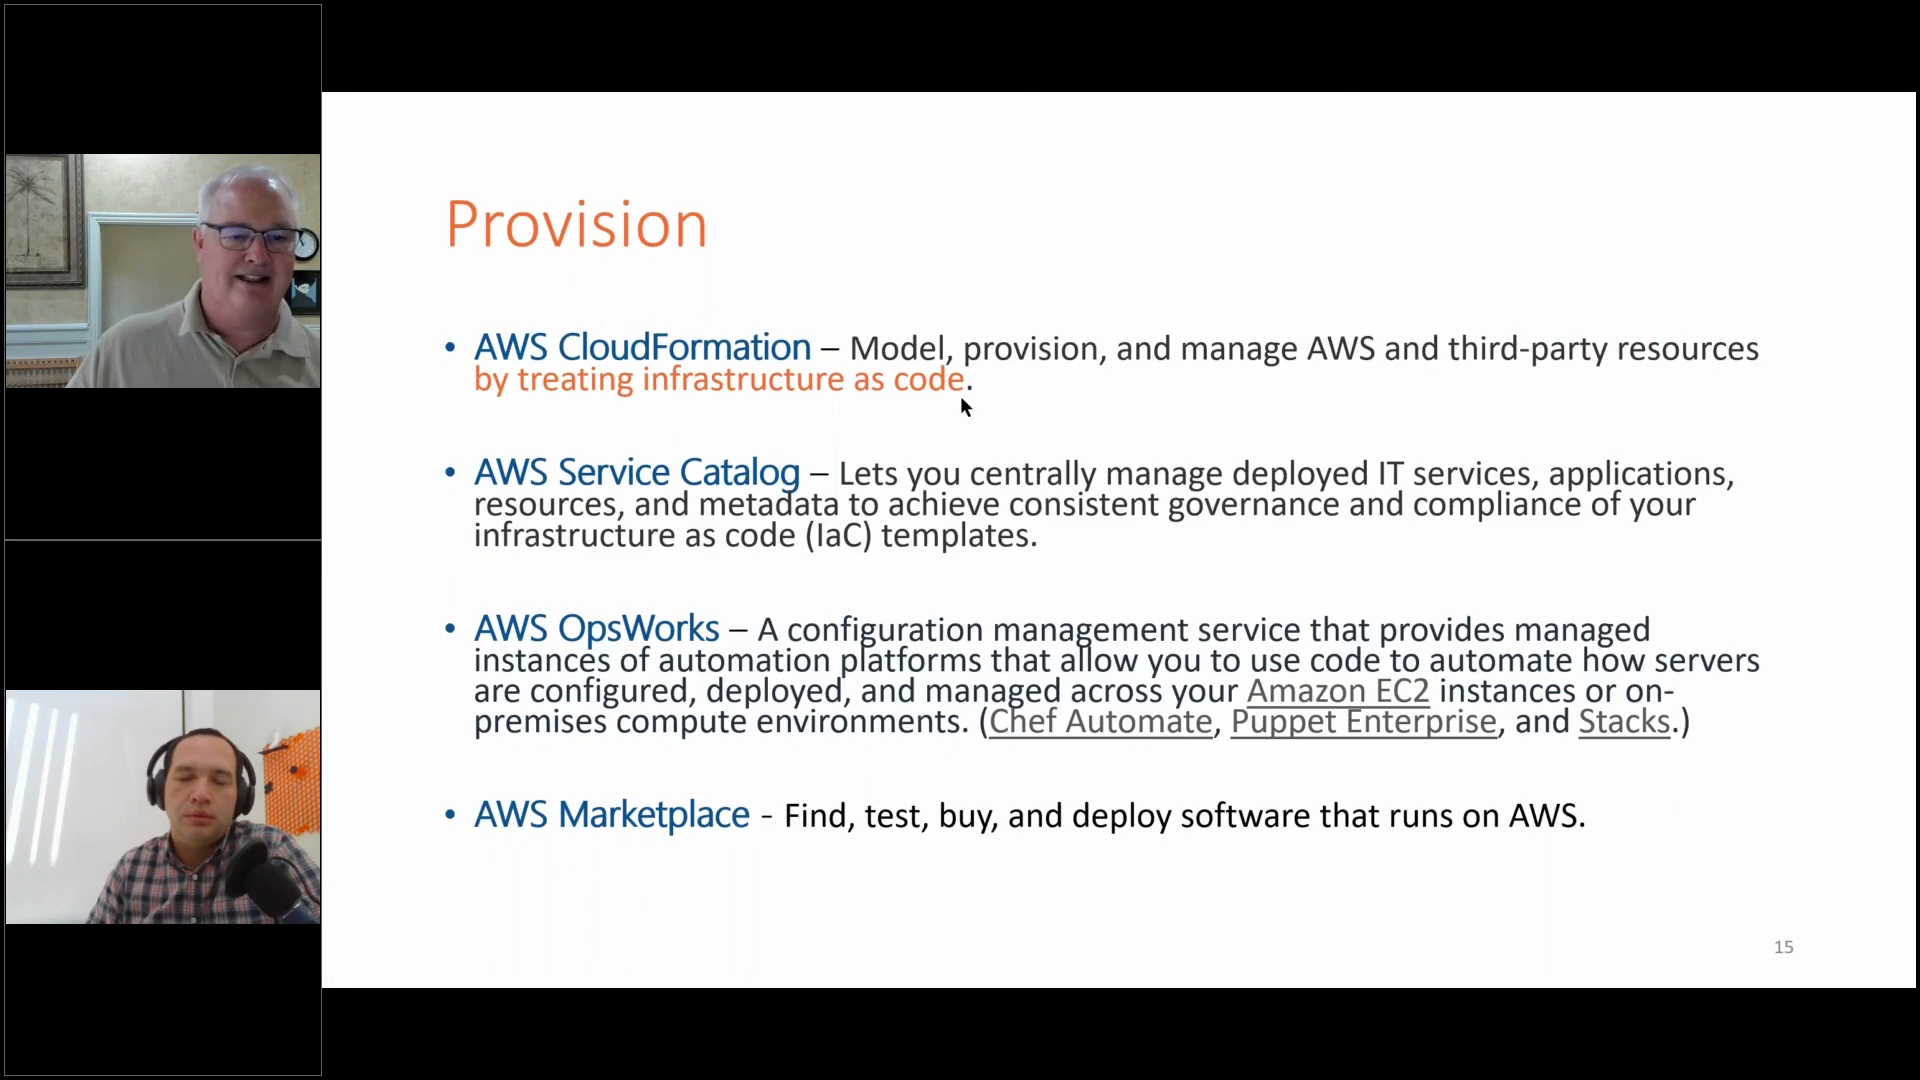 Provision
• AWS CloudFormation – Model, provision, and manage AWS and third-party resources
by treating infrastructure as code.
• AWS Service Catalog – Lets you centrally manage deployed IT services, applications,
resources, and metadata to achieve consistent governance and compliance of your
infrastructure as code (IaC) templates.
• AWS OpsWorks – A configuration management service that provides managed
instances of automation platforms that allow you to use code to automate how servers
are configured, deployed, and managed across your Amazon EC2 instances or on-
premises compute environments. (Chef Automate, Puppet Enterprise, and Stacks.)
• AWS Marketplace - Find, test, buy, and deploy software that runs on AWS.
15